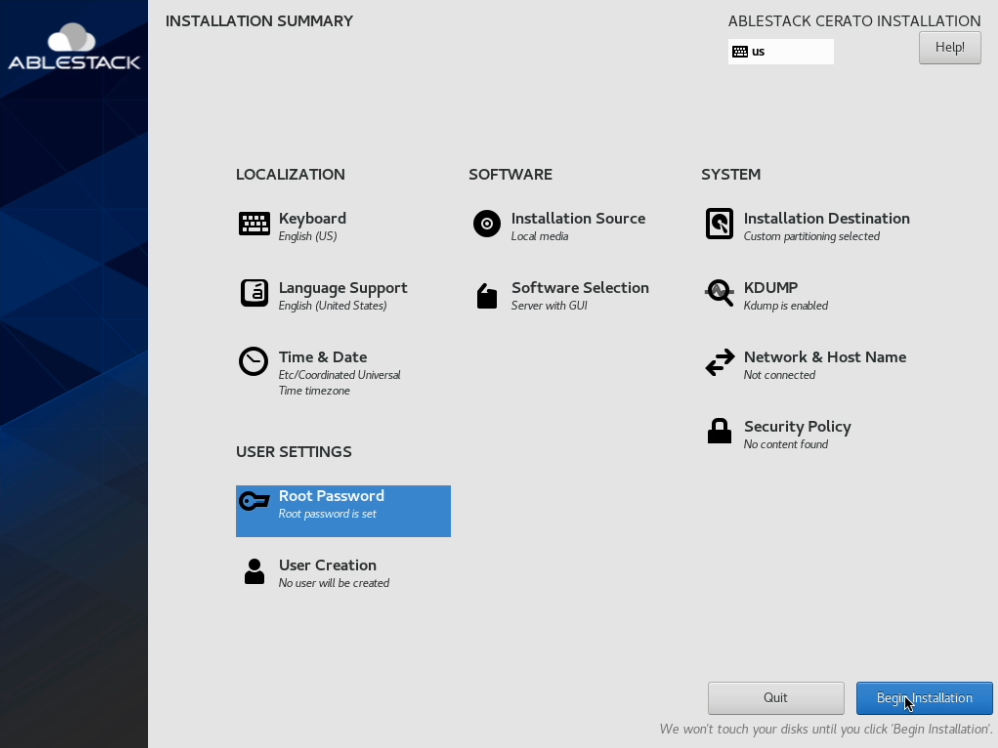 ABLESTACK
INSTALLATION SUMMARY
ABLESTACK CERATO INSTALLATION
us
Help!
LOCALIZATION
Keyboard
English (US)
Language Support
English (United States)
Time & Date
Etc/Coordinated Universal
Time timezone
SOFTWARE
Installation Source
Local media
Software Selection
Server with GUI
SYSTEM
Installation Destination
Custom partitioning selected
KDUMP
Kdump is enabled
Network & Host Name
Not connected
Security Policy
No content found
USER SETTINGS
Root Password
Root password is set
User Creation
No user will be created
Quit
Begin Installation
We won't touch your disks until you click 'Begin Installation'.